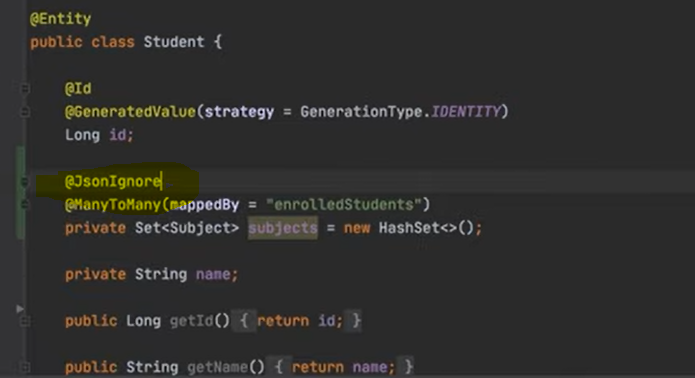 @Entity
public class Student {
@Id
@GeneratedValue(strategy = GenerationType.IDENTITY)
Long id;
@JsonIgnore
@ManyToMany(mappedBy = "enrolledStudents")
private Set<Subject> subjects = new HashSet<>();
private String name;
public Long getId() { return id; }
public String getName() { return name; }